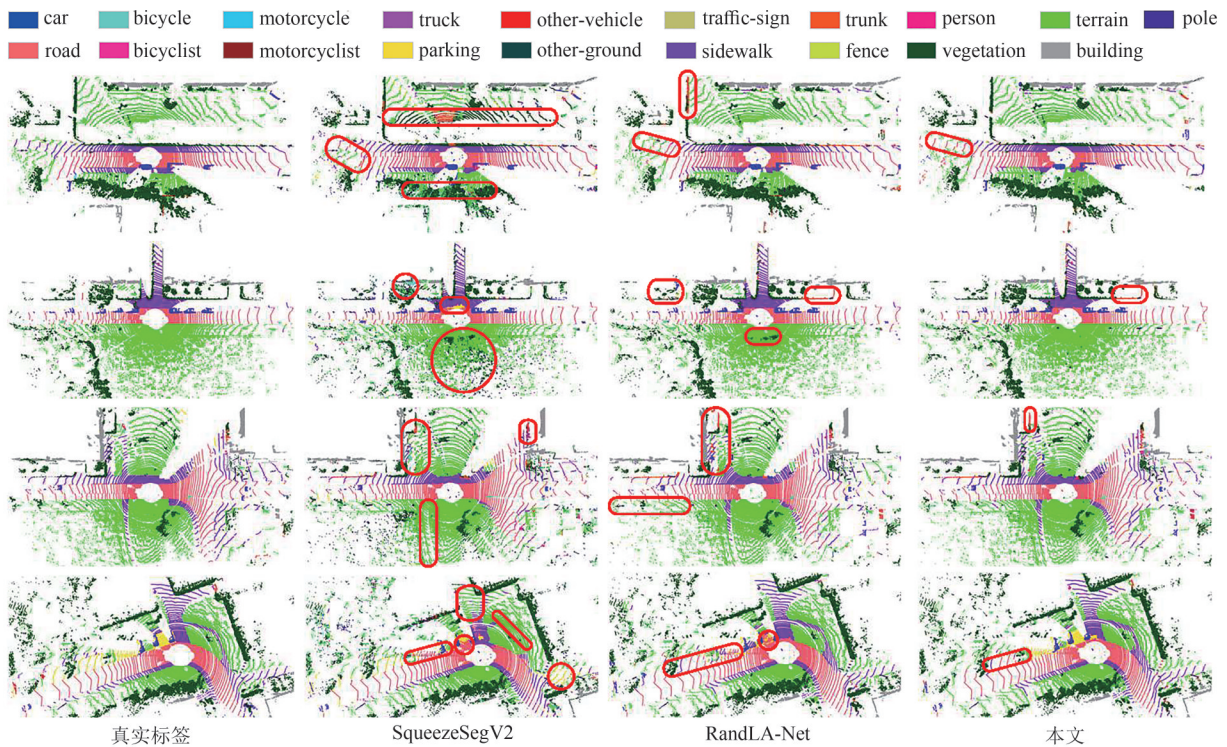 car bicycle motorcycle truck other-vehicle traffic-sign trunk person terrain pole
road bicyclist motorcyclist parking other-ground sidewalk fence vegetation building
真实标签 SqueezeSegV2 RandLA-Net 本文